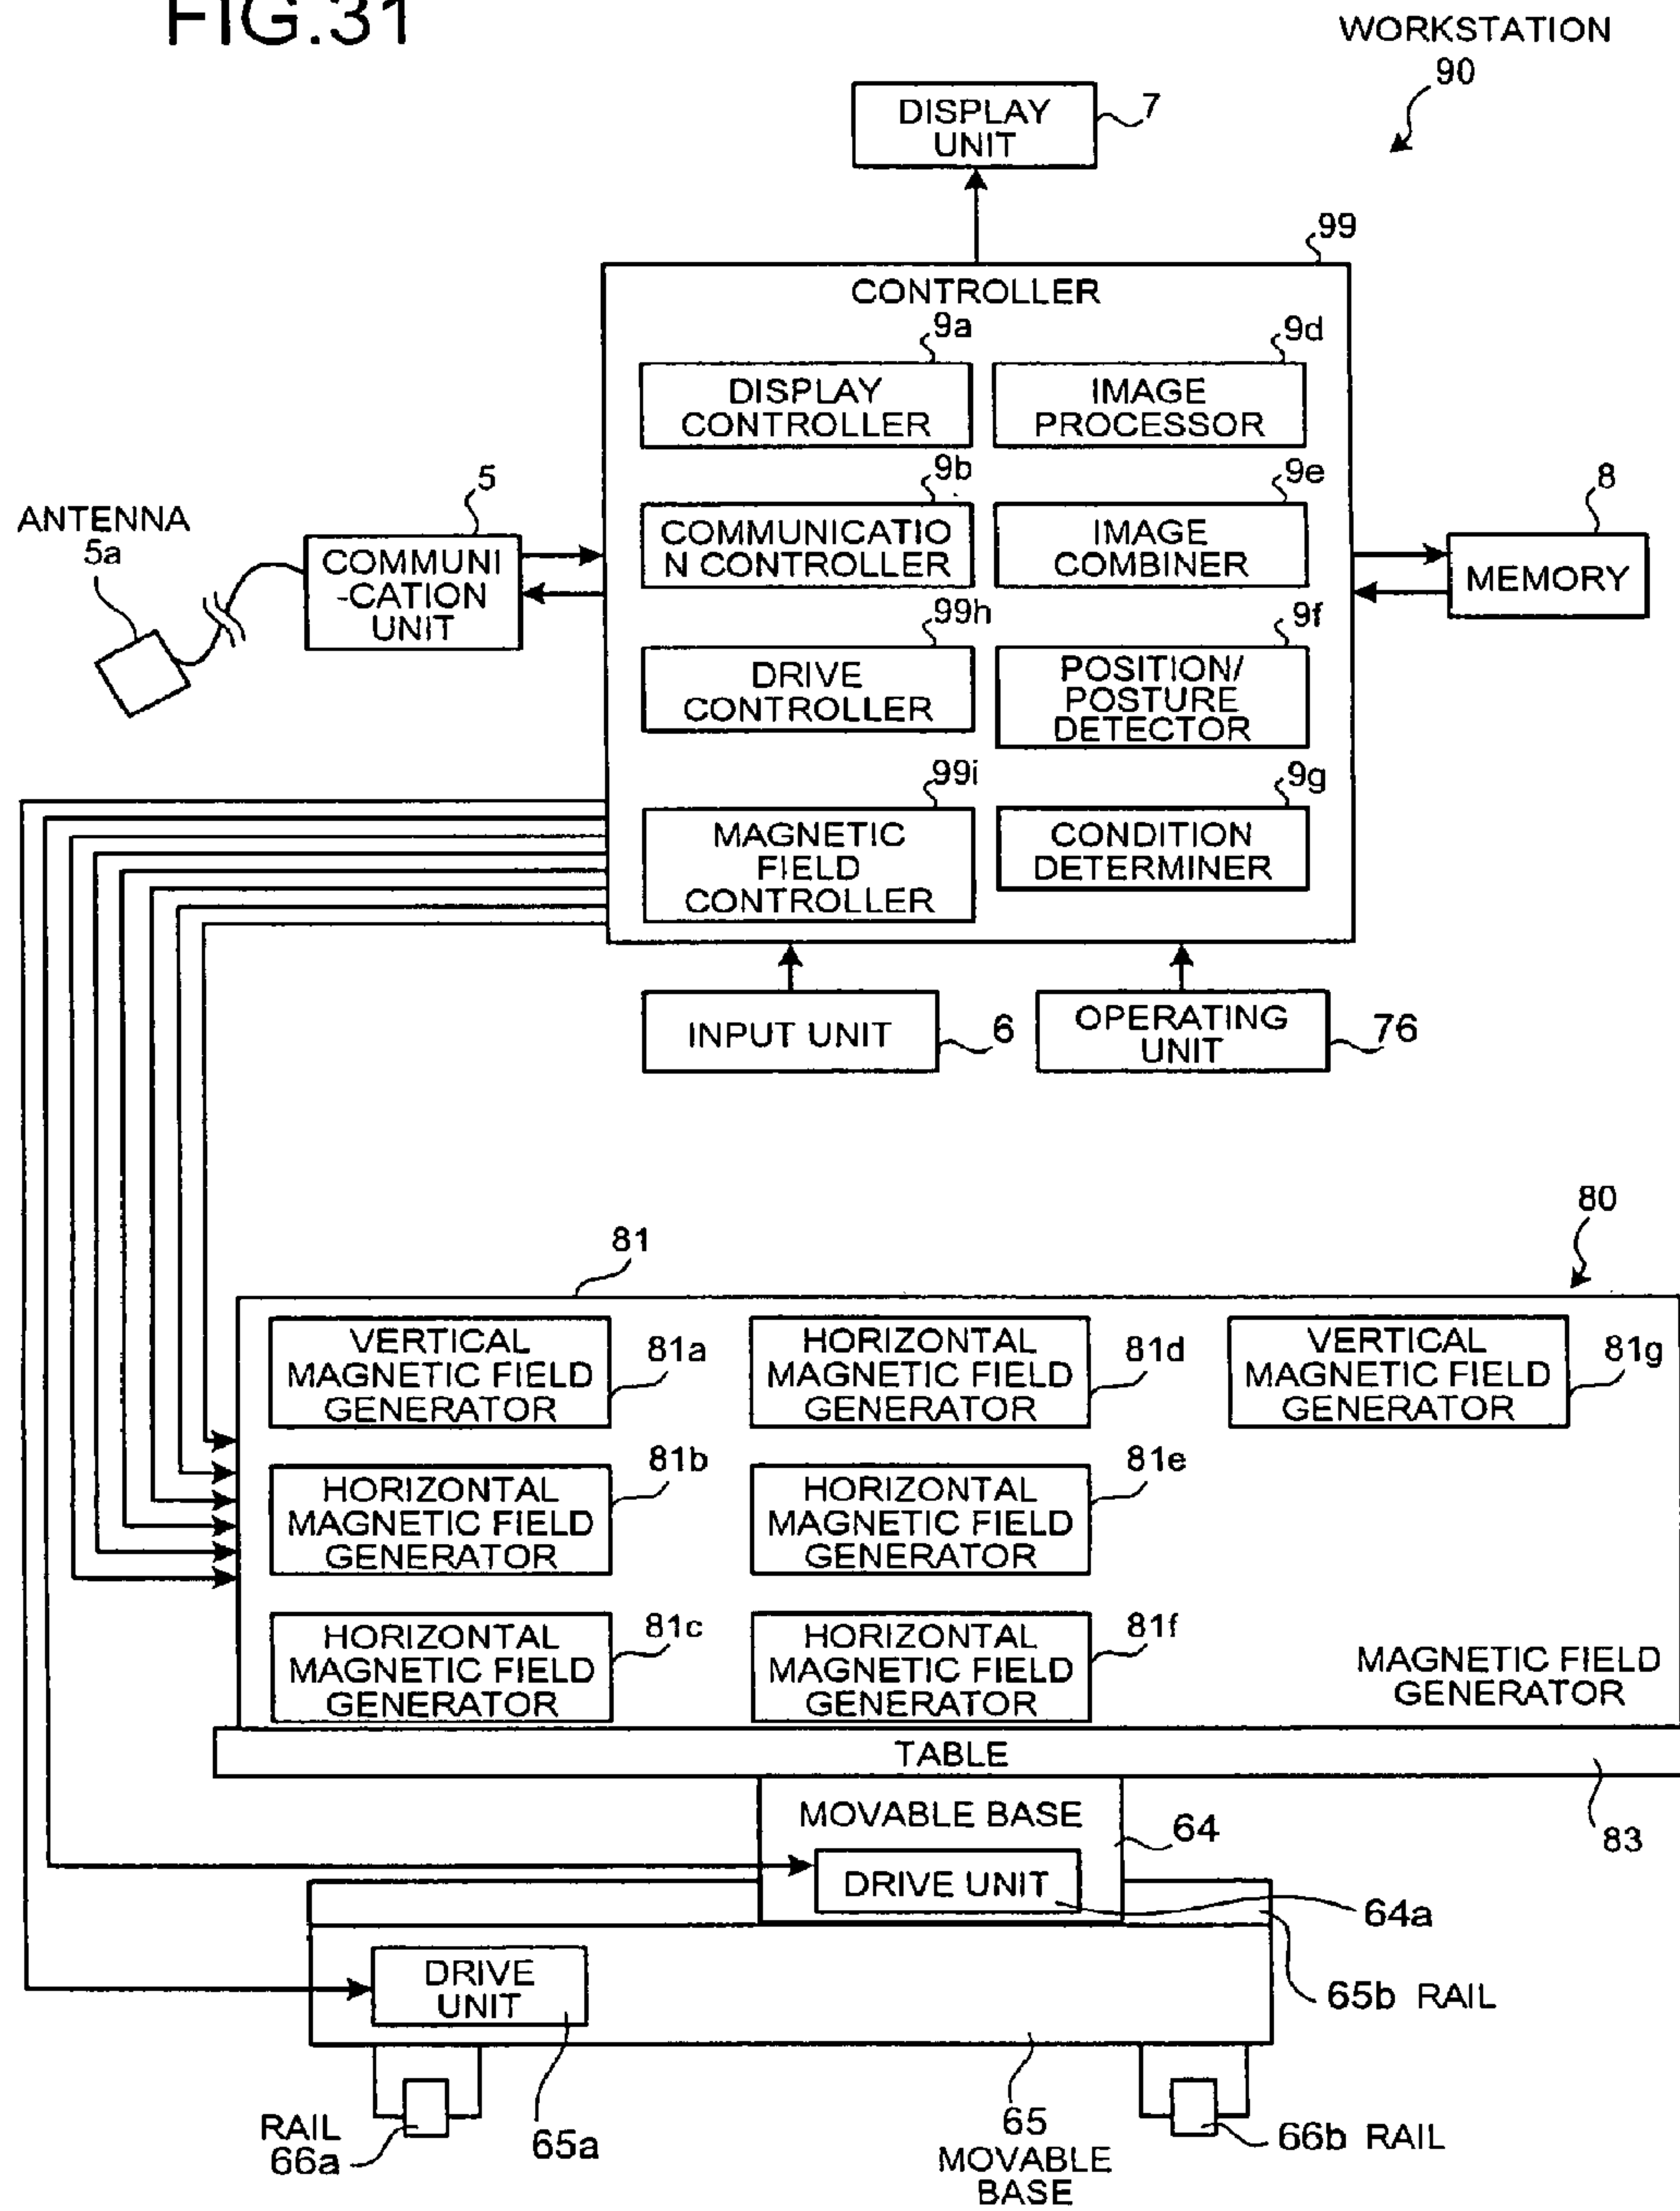 FIG.31
WORKSTATION
90
DISPLAY
UNIT
7
99
CONTROLLER
9a
9d
DISPLAY
CONTROLLER
IMAGE
PROCESSOR
9b
9e
COMMUNICATIO
N CONTROLLER
IMAGE
COMBINER
5
8
ANTENNA
5a
COMMUNI
-CATION
UNIT
MEMORY
99h
9f
DRIVE
CONTROLLER
POSITION/
POSTURE
DETECTOR
99i
9g
MAGNETIC
FIELD
CONTROLLER
CONDITION
DETERMINER
INPUT UNIT
6
OPERATING
UNIT
76
80
81
VERTICAL
MAGNETIC FIELD
GENERATOR
81a
HORIZONTAL
MAGNETIC FIELD
GENERATOR
81d
VERTICAL
MAGNETIC FIELD
GENERATOR
81g
HORIZONTAL
MAGNETIC FIELD
GENERATOR
81b
HORIZONTAL
MAGNETIC FIELD
GENERATOR
81e
HORIZONTAL
MAGNETIC FIELD
GENERATOR
81c
HORIZONTAL
MAGNETIC FIELD
GENERATOR
81f
MAGNETIC FIELD
GENERATOR
TABLE
83
MOVABLE BASE
64
DRIVE UNIT
64a
DRIVE
UNIT
65b RAIL
RAIL
66a
65a
65
MOVABLE
BASE
66b RAIL